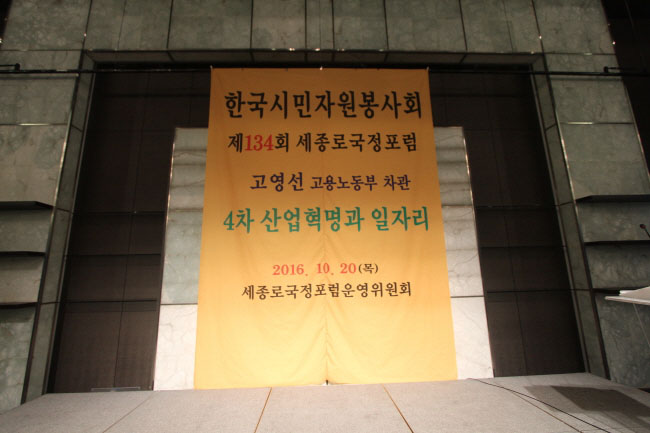 한국시민자원봉사회
제134회 세종로국정포럼
고영선 고용노동부 차관
4차 산업혁명과 일자리
2016. 10. 20(목)
세종로국정포럼운영위원회